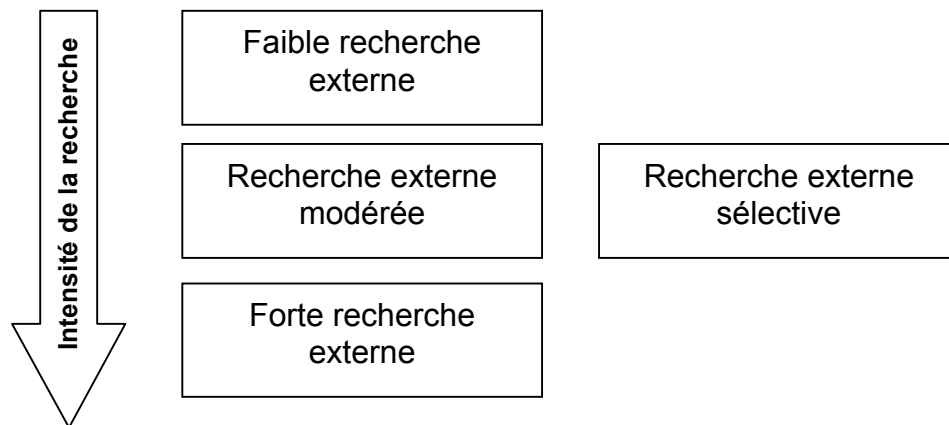 Intensité de la recherche
Faible recherche
externe
Recherche externe
modérée
Recherche externe
sélective
Forte recherche
externe